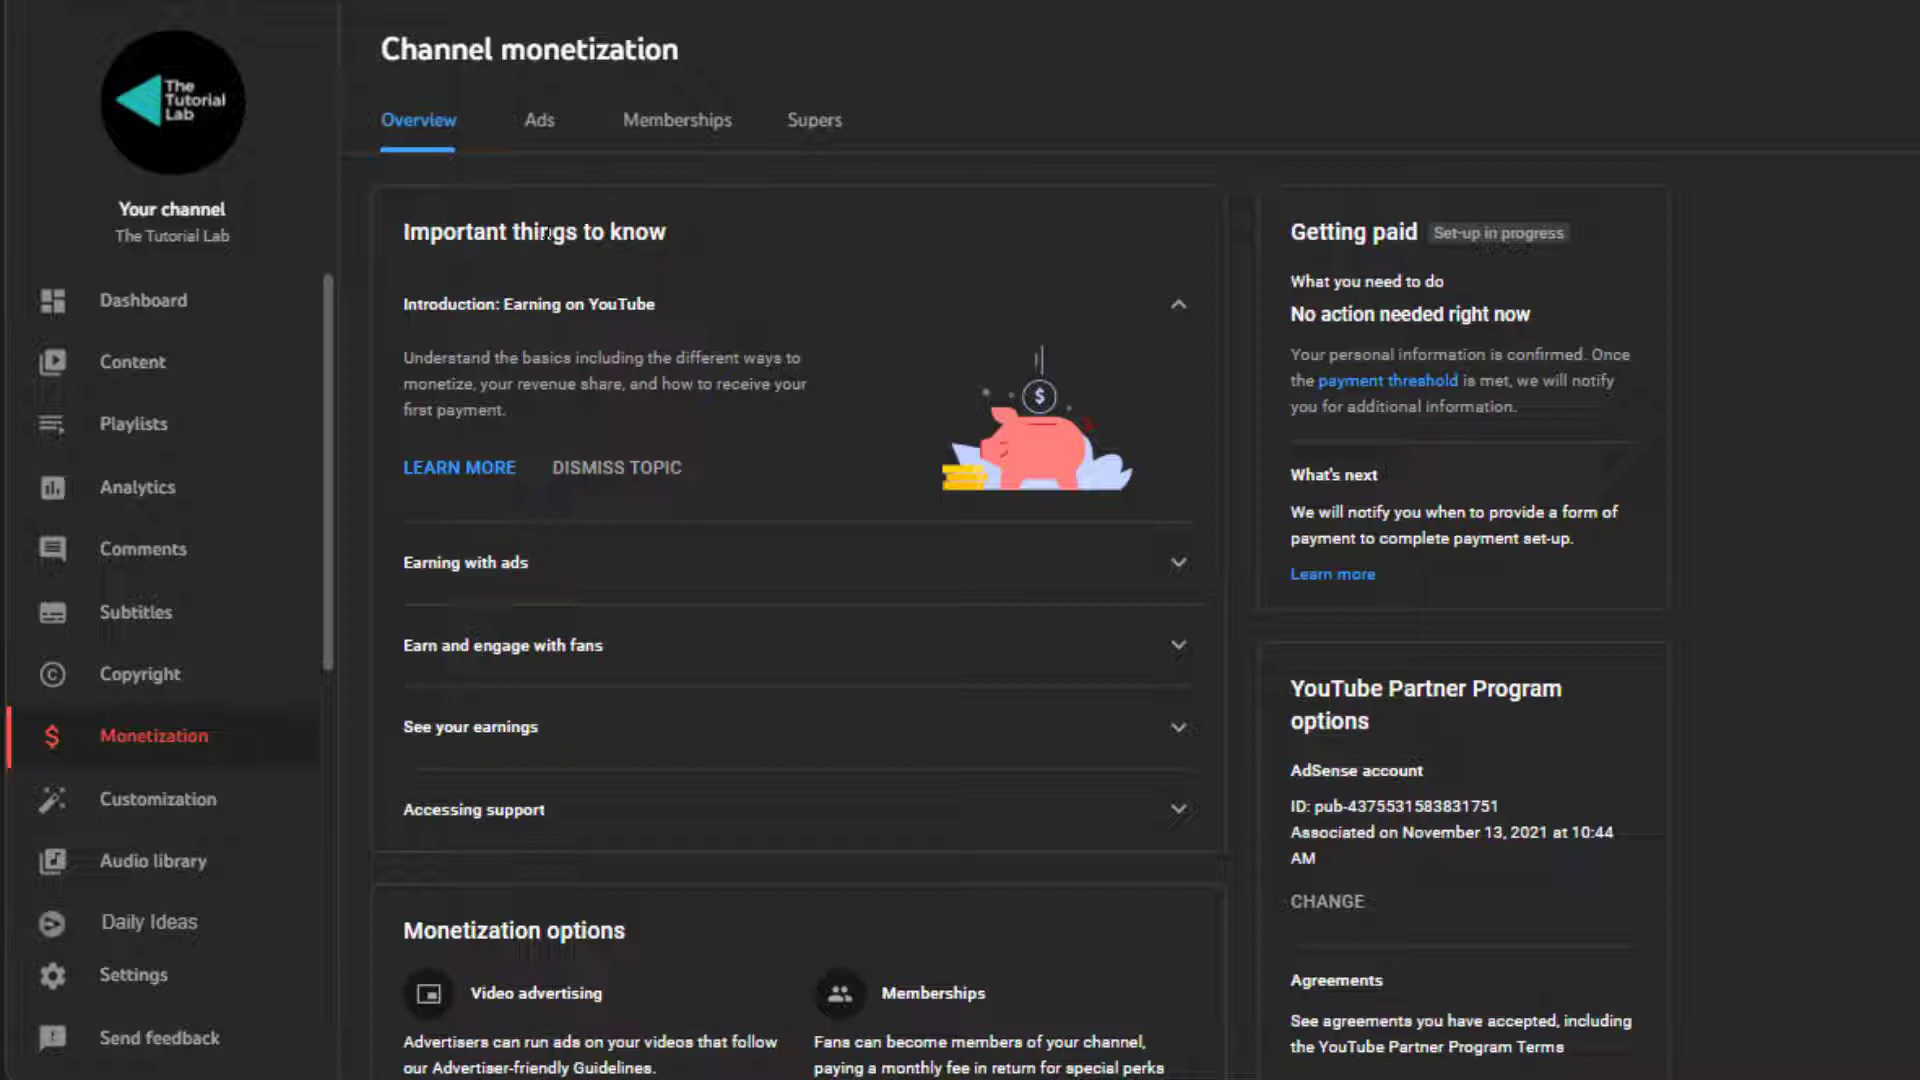 The
Tutorial
Lab
Your channel
The Tutorial Lab
Dashboard
Content
Playlists
Analytics
Comments
Subtitles
Copyright
Monetization
Customization
Audio library
Daily Ideas
Settings
Send feedback
Channel monetization
Overview Ads Memberships Supers
Important things to know
Introduction: Earning on YouTube
Understand the basics including the different ways to
monetize, your revenue share, and how to receive your
first payment.
LEARN MORE DISMISS TOPIC
$
Earning with ads
Earn and engage with fans
See your earnings
Accessing support
Monetization options
Video advertising
Advertisers can run ads on your videos that follow
our Advertiser-friendly Guidelines.
Memberships
Fans can become members of your channel,
paying a monthly fee in return for special perks
Getting paid Set-up in progress
What you need to do
No action needed right now
Your personal information is confirmed. Once
the payment threshold is met, we will notify
you for additional information.
What's next
We will notify you when to provide a form of
payment to complete payment set-up.
Learn more
YouTube Partner Program
options
AdSense account
ID: pub-4375531583831751
Associated on November 13, 2021 at 10:44
AM
CHANGE
Agreements
See agreements you have accepted, including
the YouTube Partner Program Terms